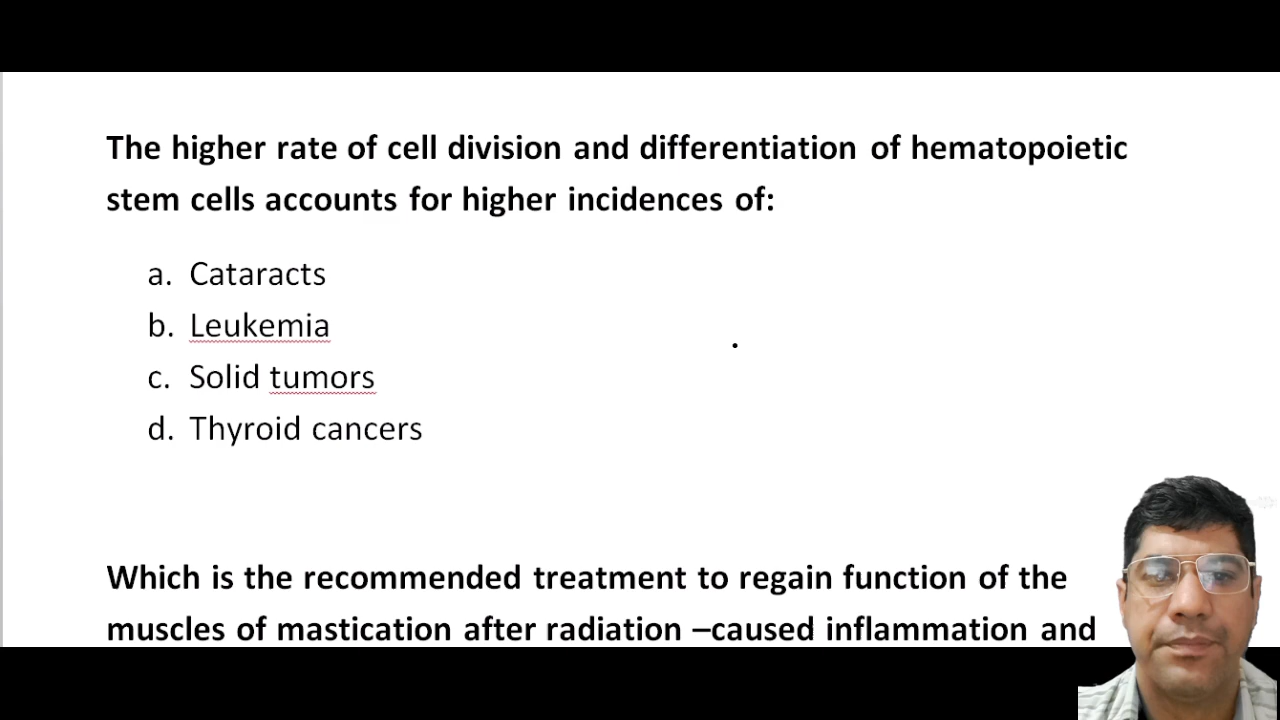 The higher rate of cell division and differentiation of hematopoietic
stem cells accounts for higher incidences of:
a. Cataracts
b. Leukemia
c. Solid tumors
d. Thyroid cancers
Which is the recommended treatment to regain function of the
muscles of mastication after radiation –caused inflammation and